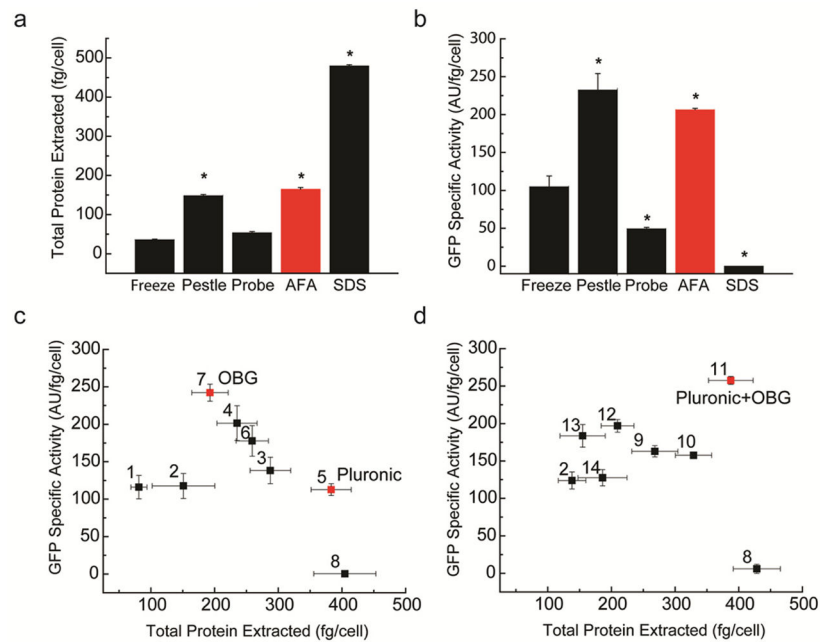 a
Total Protein Extracted (fg/cell)
500
400
300
200
150
100
50
0
*
*
*
Freeze Pestle Probe AFA SDS
b
GFP Specific Activity (AU/fg/cell)
300
250
200
150
100
50
0
*
*
*
*
Freeze Pestle Probe AFA SDS
c
GFP Specific Activity (AU/fg/cell)
300
250
200
150
100
50
0
7 OBG
4
6
3
1
2
5 Pluronic
8
100 200 300 400 500
Total Protein Extracted (fg/cell)
d
GFP Specific Activity (AU/fg/cell)
300
250
200
150
100
50
0
11
Pluronic+OBG
13
12
9
10
2
14
8
100 200 300 400 500
Total Protein Extracted (fg/cell)